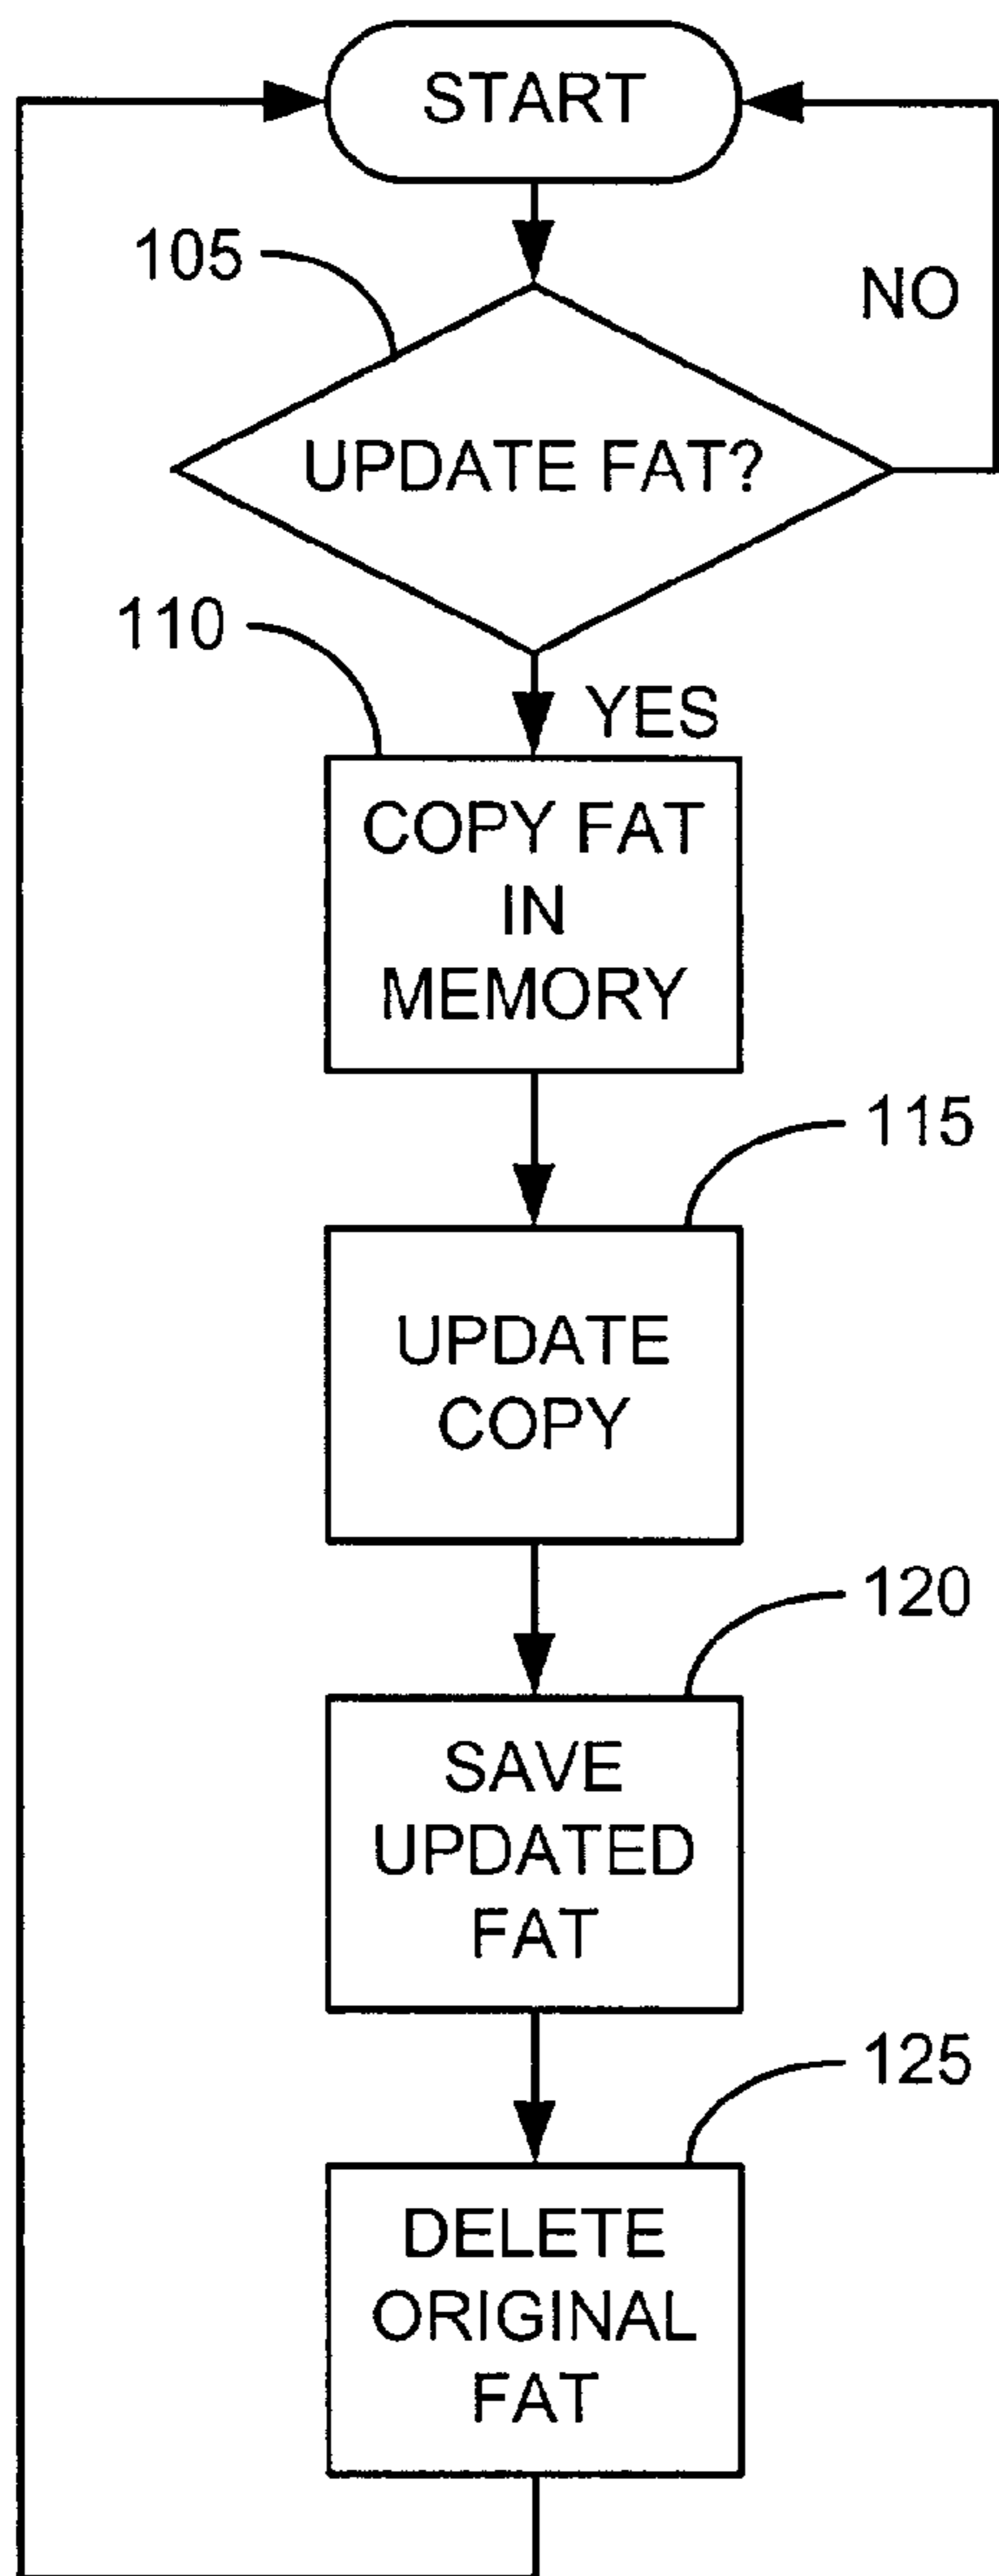 START
105
NO
UPDATE FAT?
110
YES
COPY FAT
IN
MEMORY
115
UPDATE
COPY
120
SAVE
UPDATED
FAT
125
DELETE
ORIGINAL
FAT